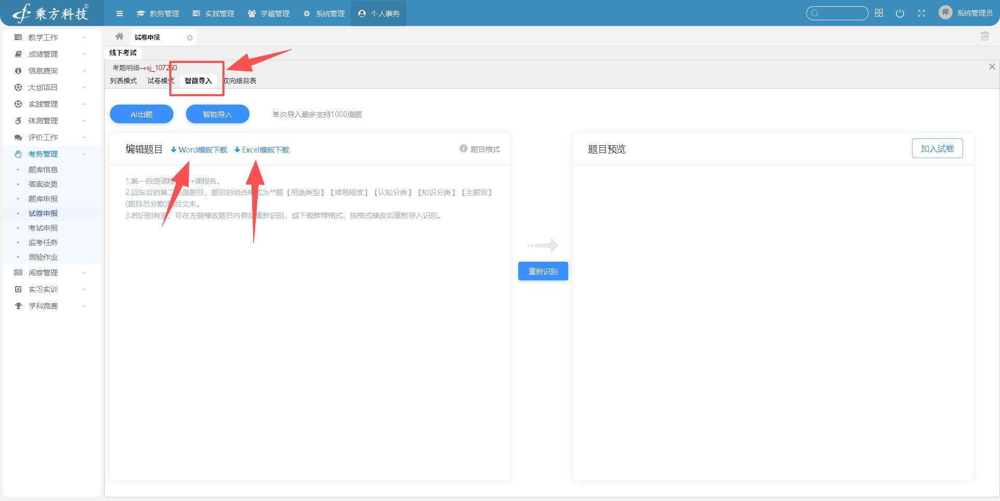 乘方科技
教务管理
实践管理
学籍管理
系统管理
个人事务
师
系统管理员
教学工作
成绩管理
信息查询
大创项目
实践管理
体测管理
评价工作
考务管理
题库信息
答案变更
题库申报
试卷申报
考试申报
监考任务
测验作业
阅卷管理
实习实训
学科竞赛
试卷申报
线下考试
考题明细→sj_107260
列表模式 试卷模式 智能导入 双向细目表
AI出题 智能导入 单次导入最多支持1000道题
编辑题目 Word模板下载 Excel模板下载 题目格式
1.第一段是课程 +课程名。
2.回车后的第二段是题目，题目的组合格式为**题【用途类型】【难易程度】【认知分类】【知识分类】【主题词】
(题目总分数)题目文本。
3.若识别有误，可在左侧修改题目内容后重新识别，或下载推荐格式，按格式修改后重新导入识别。
重新识别
题目预览 加入试卷